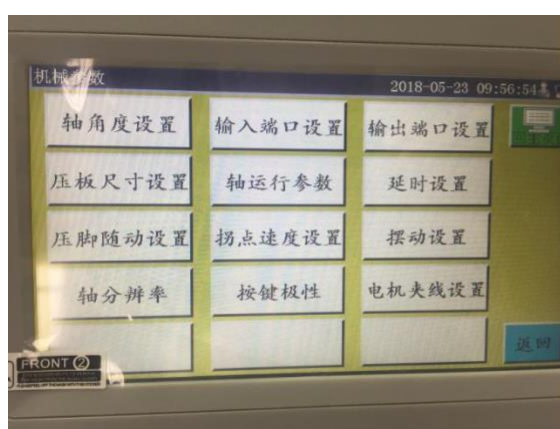 机械参数
2018-05-23 09:56:54
轴角度设置 输入端口设置 输出端口设置
压板尺寸设置 轴运行参数 延时设置
压脚随动设置 拐点速度设置 摆动设置
轴分辨率 按键极性 电机夹线设置
返回
FRONT ②